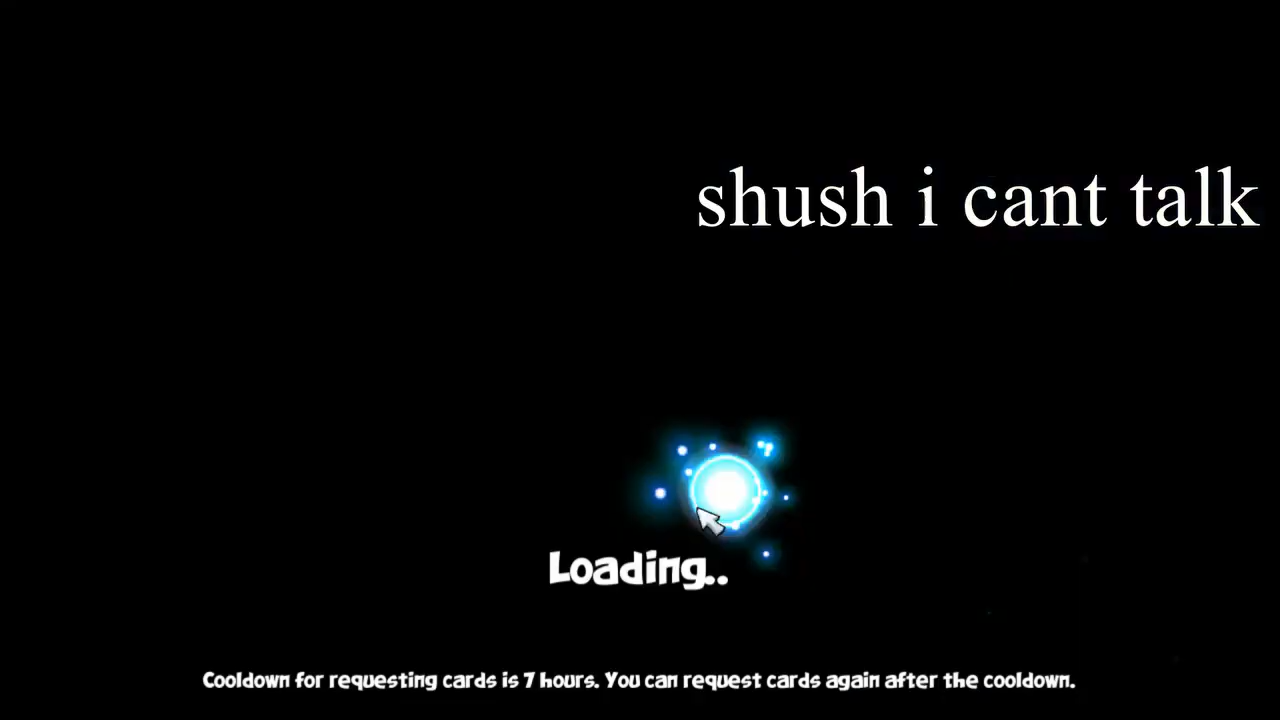 shush i cant talk
Loading..
Cooldown for requesting cards is 7 hours. You can request cards again after the cooldown.